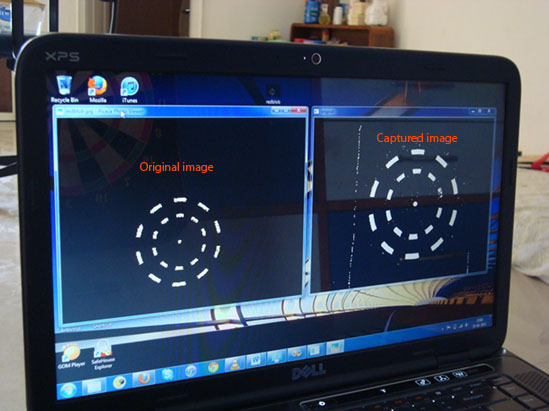 XPS
Recycle Bin
Mozilla
iTunes
Original image
Captured image
GOM Player
SafeHouse
Explorer
DELL